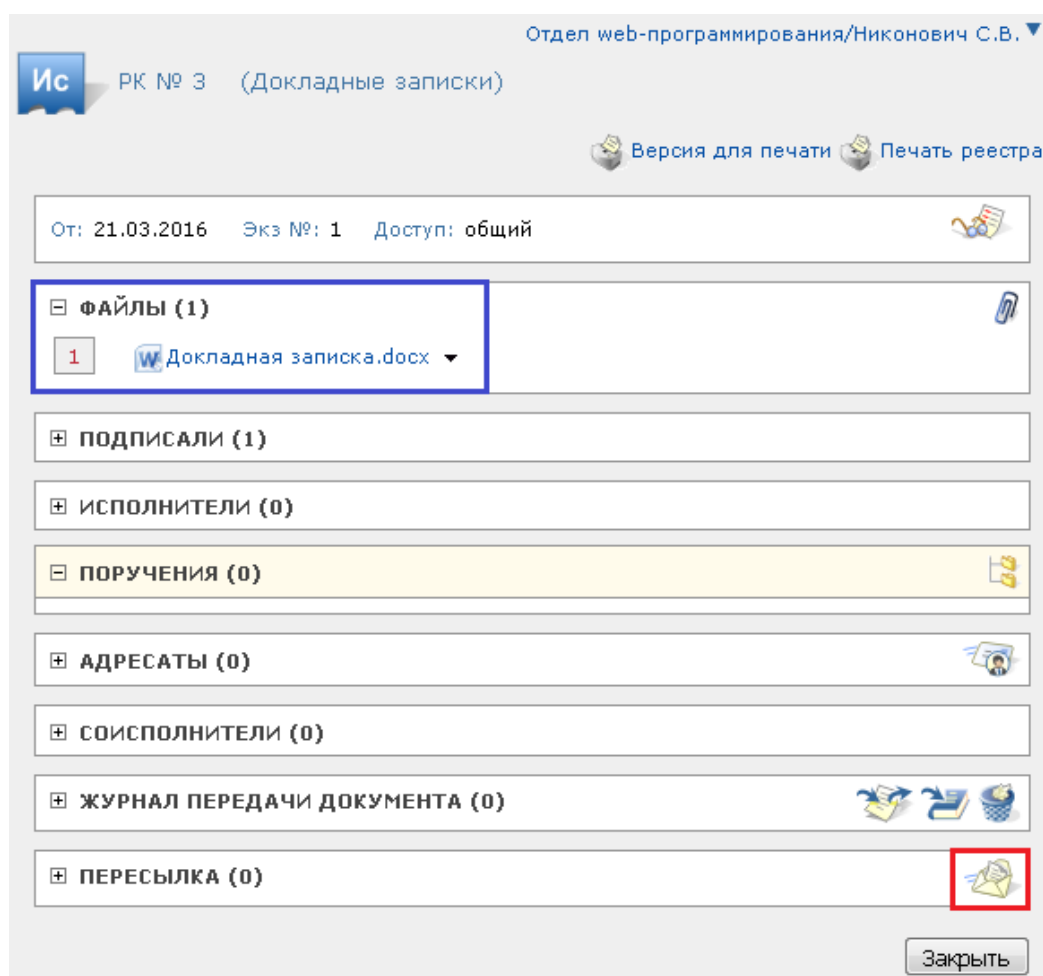 Отдел web-программирования/Никонович С.В.
Ис РК № 3 (Докладные записки)
Версия для печати Печать реестра
От: 21.03.2016 Экз №: 1 Доступ: общий
ФАЙЛЫ (1)
1 Докладная записка.docx
ПОДПИСАЛИ (1)
ИСПОЛНИТЕЛИ (0)
ПОРУЧЕНИЯ (0)
АДРЕСАТЫ (0)
СОИСПОЛНИТЕЛИ (0)
ЖУРНАЛ ПЕРЕДАЧИ ДОКУМЕНТА (0)
ПЕРЕСЫЛКА (0)
Закрыть